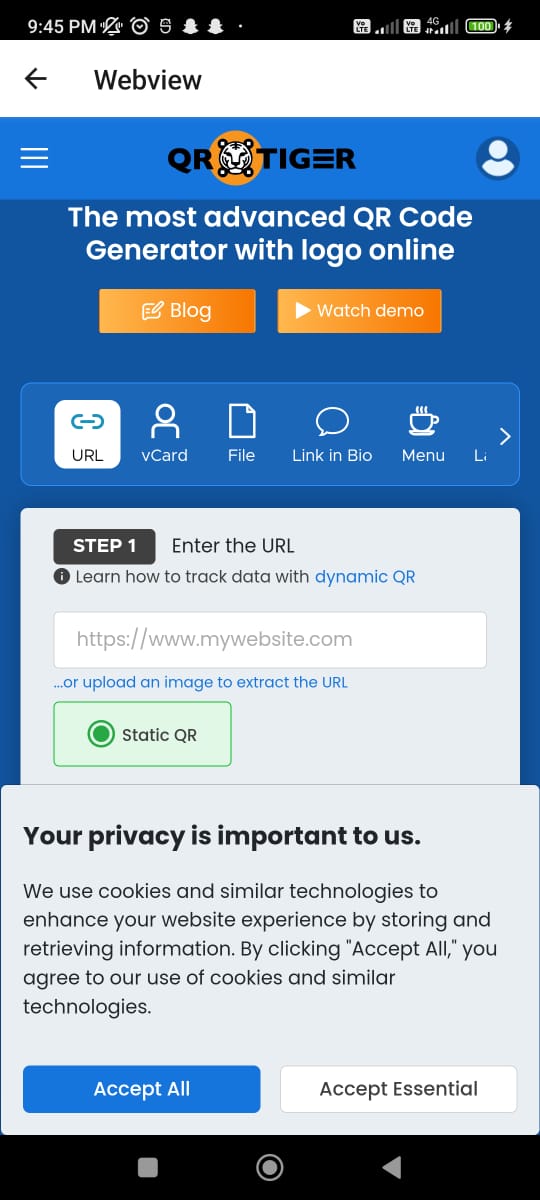 9:45 PM
Vo LTE Vo LTE 4G 100
Webview
QR TIGER
The most advanced QR Code
Generator with logo online
Blog Watch demo
URL vCard File Link in Bio Menu
STEP 1 Enter the URL
Learn how to track data with dynamic QR
https://www.mywebsite.com
...or upload an image to extract the URL
Static QR
Your privacy is important to us.
We use cookies and similar technologies to
enhance your website experience by storing and
retrieving information. By clicking "Accept All," you
agree to our use of cookies and similar
technologies.
Accept All Accept Essential